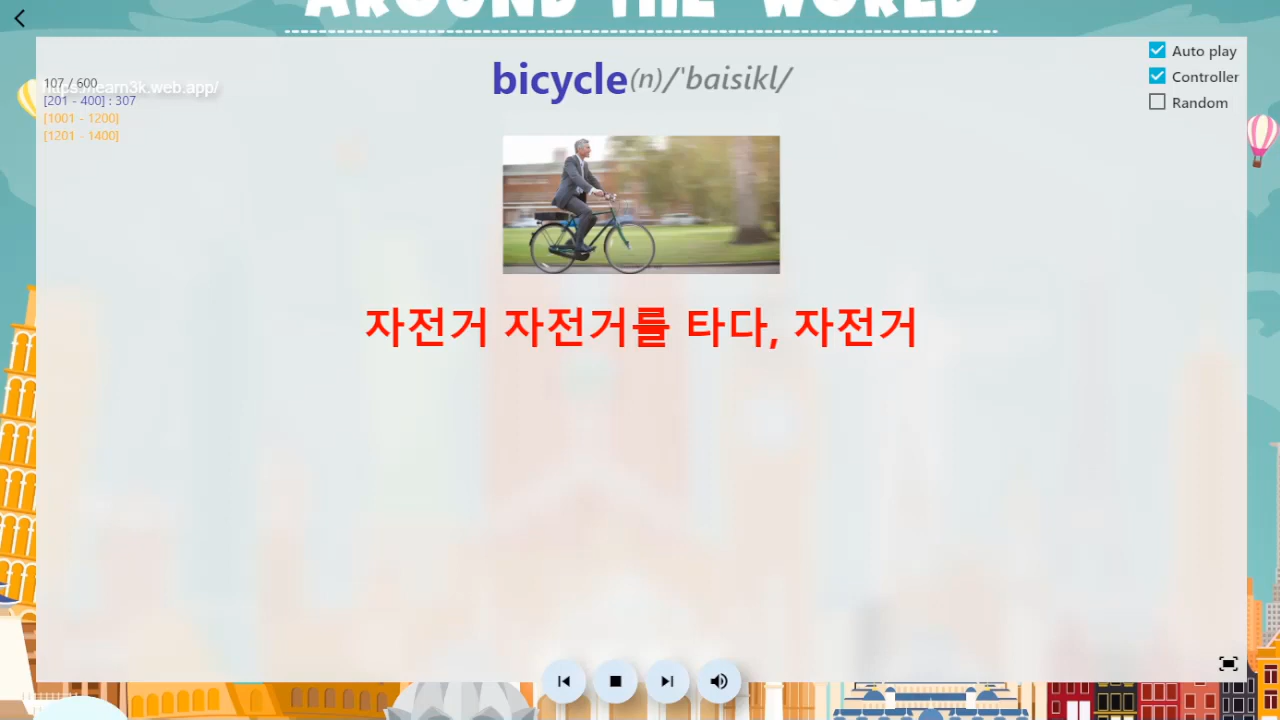 AROUND THE WORLD
107 / 600
https://learn3k.web.app/
[201 - 400] : 307
[1001 - 1200]
[1201 - 1400]
bicycle(n)/'baisikl/
Auto play
Controller
Random
자전거 자전거를 타다, 자전거